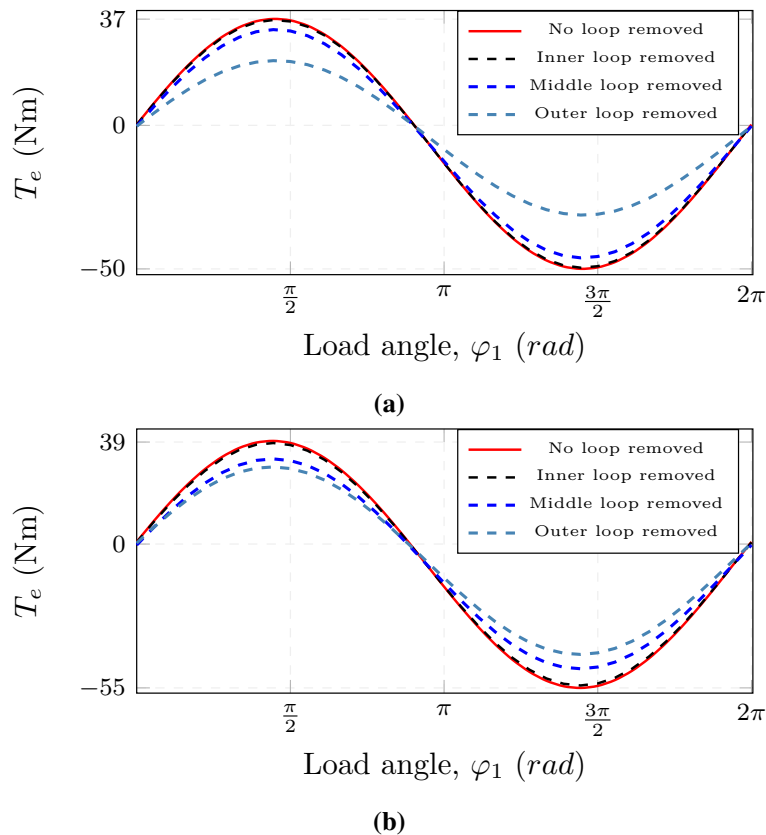 37
0
−50
T_e (Nm)
No loop removed
Inner loop removed
Middle loop removed
Outer loop removed
π/2
π
3π/2
2π
Load angle, φ₁ (rad)
(a)
39
0
−55
T_e (Nm)
No loop removed
Inner loop removed
Middle loop removed
Outer loop removed
π/2
π
3π/2
2π
Load angle, φ₁ (rad)
(b)